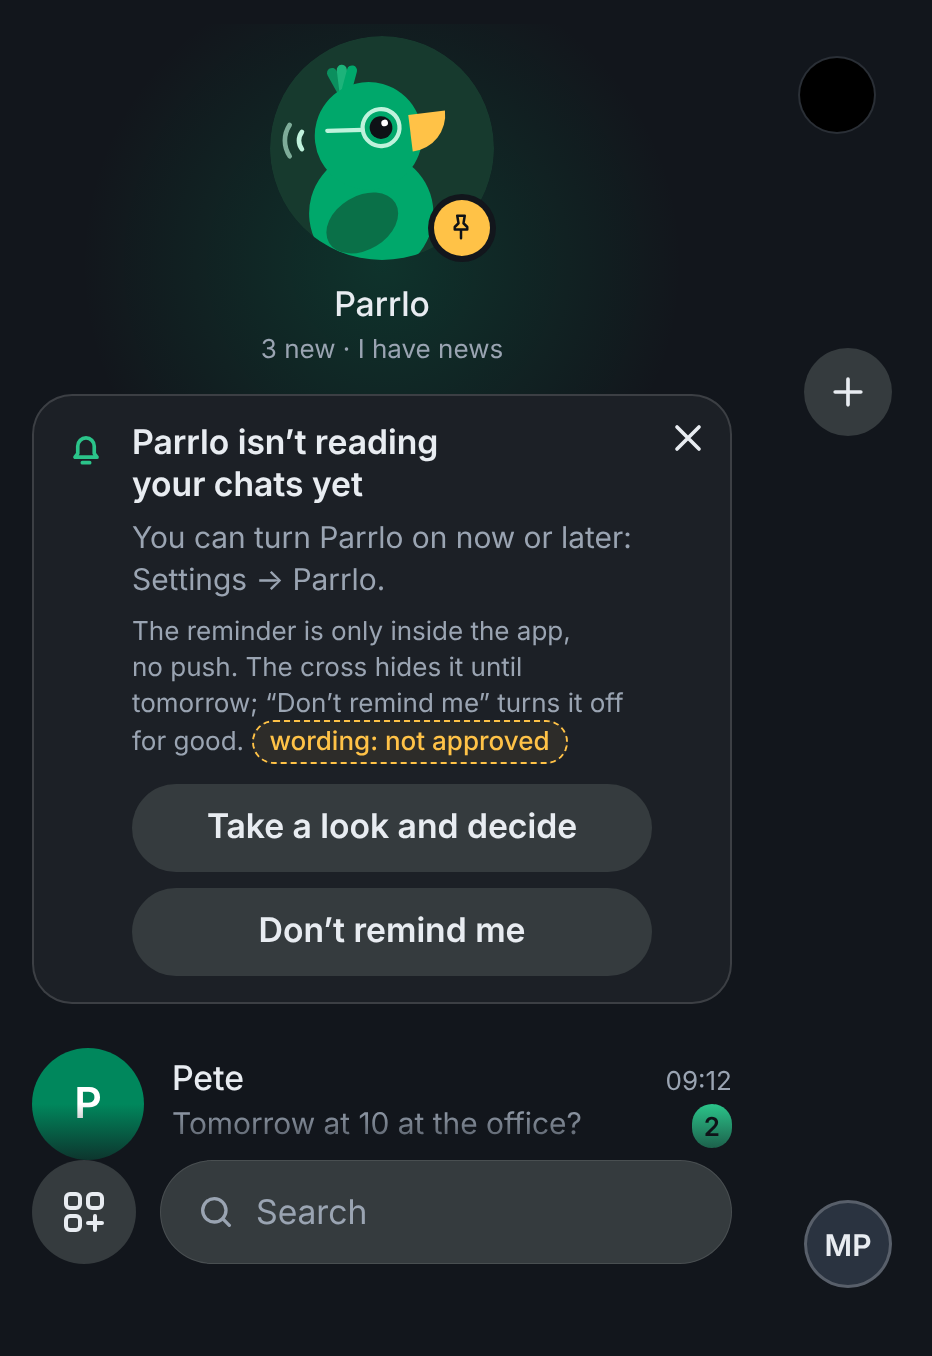 Parrlo
3 new · I have news
Parrlo isn’t reading
your chats yet
You can turn Parrlo on now or later:
Settings → Parrlo.
The reminder is only inside the app,
no push. The cross hides it until
tomorrow; “Don’t remind me” turns it off
for good. wording: not approved
Take a look and decide
Don’t remind me
P
Pete
09:12
Tomorrow at 10 at the office?
2
Search
MP